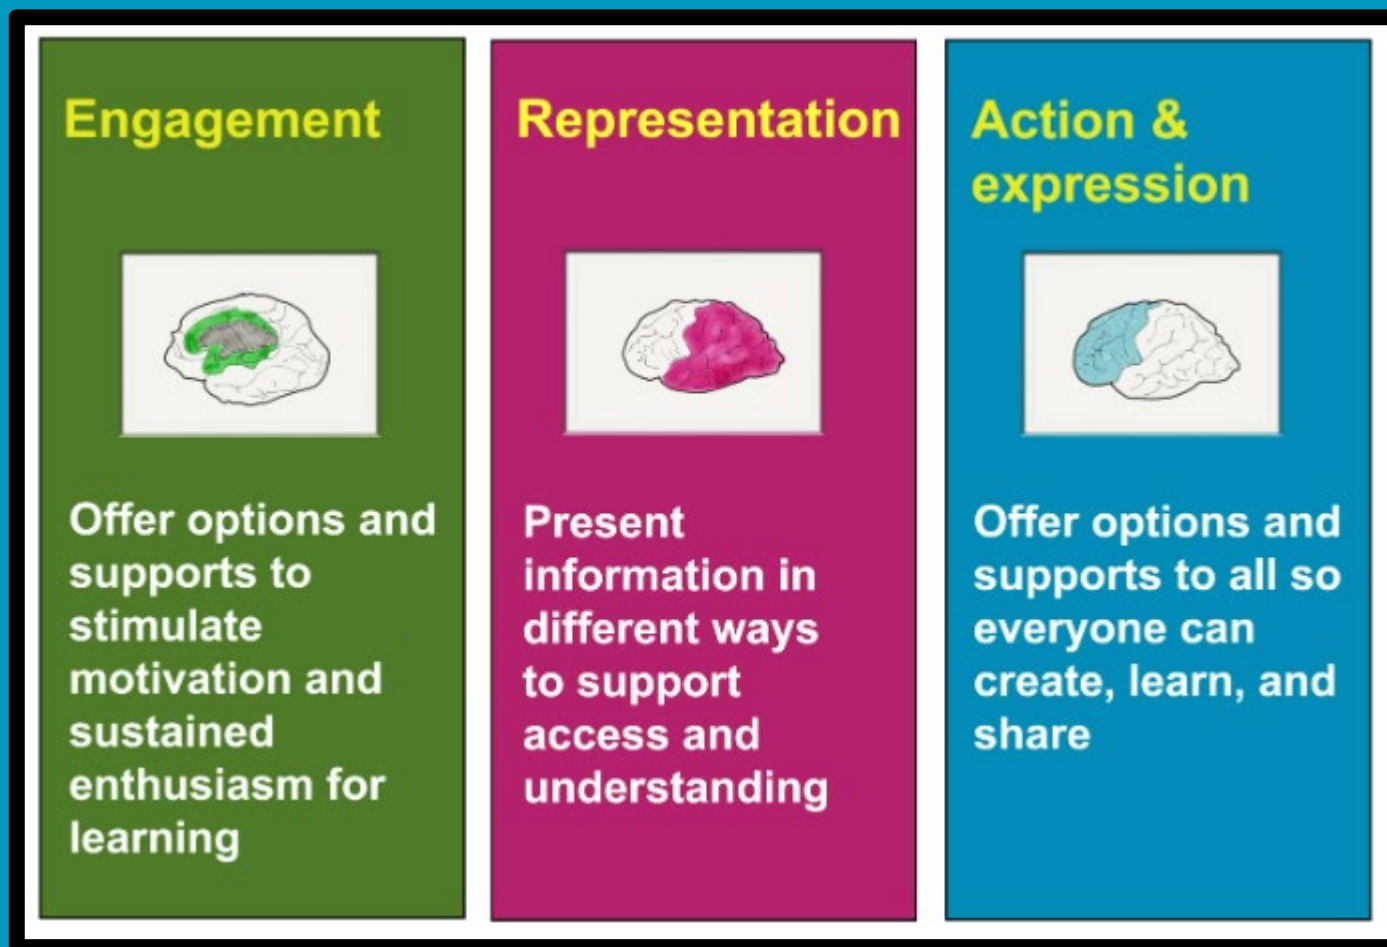 Engagement
Offer options and
supports to
stimulate
motivation and
sustained
enthusiasm for
learning
Representation
Present
information in
different ways
to support
access and
understanding
Action &
expression
Offer options and
supports to all so
everyone can
create, learn, and
share